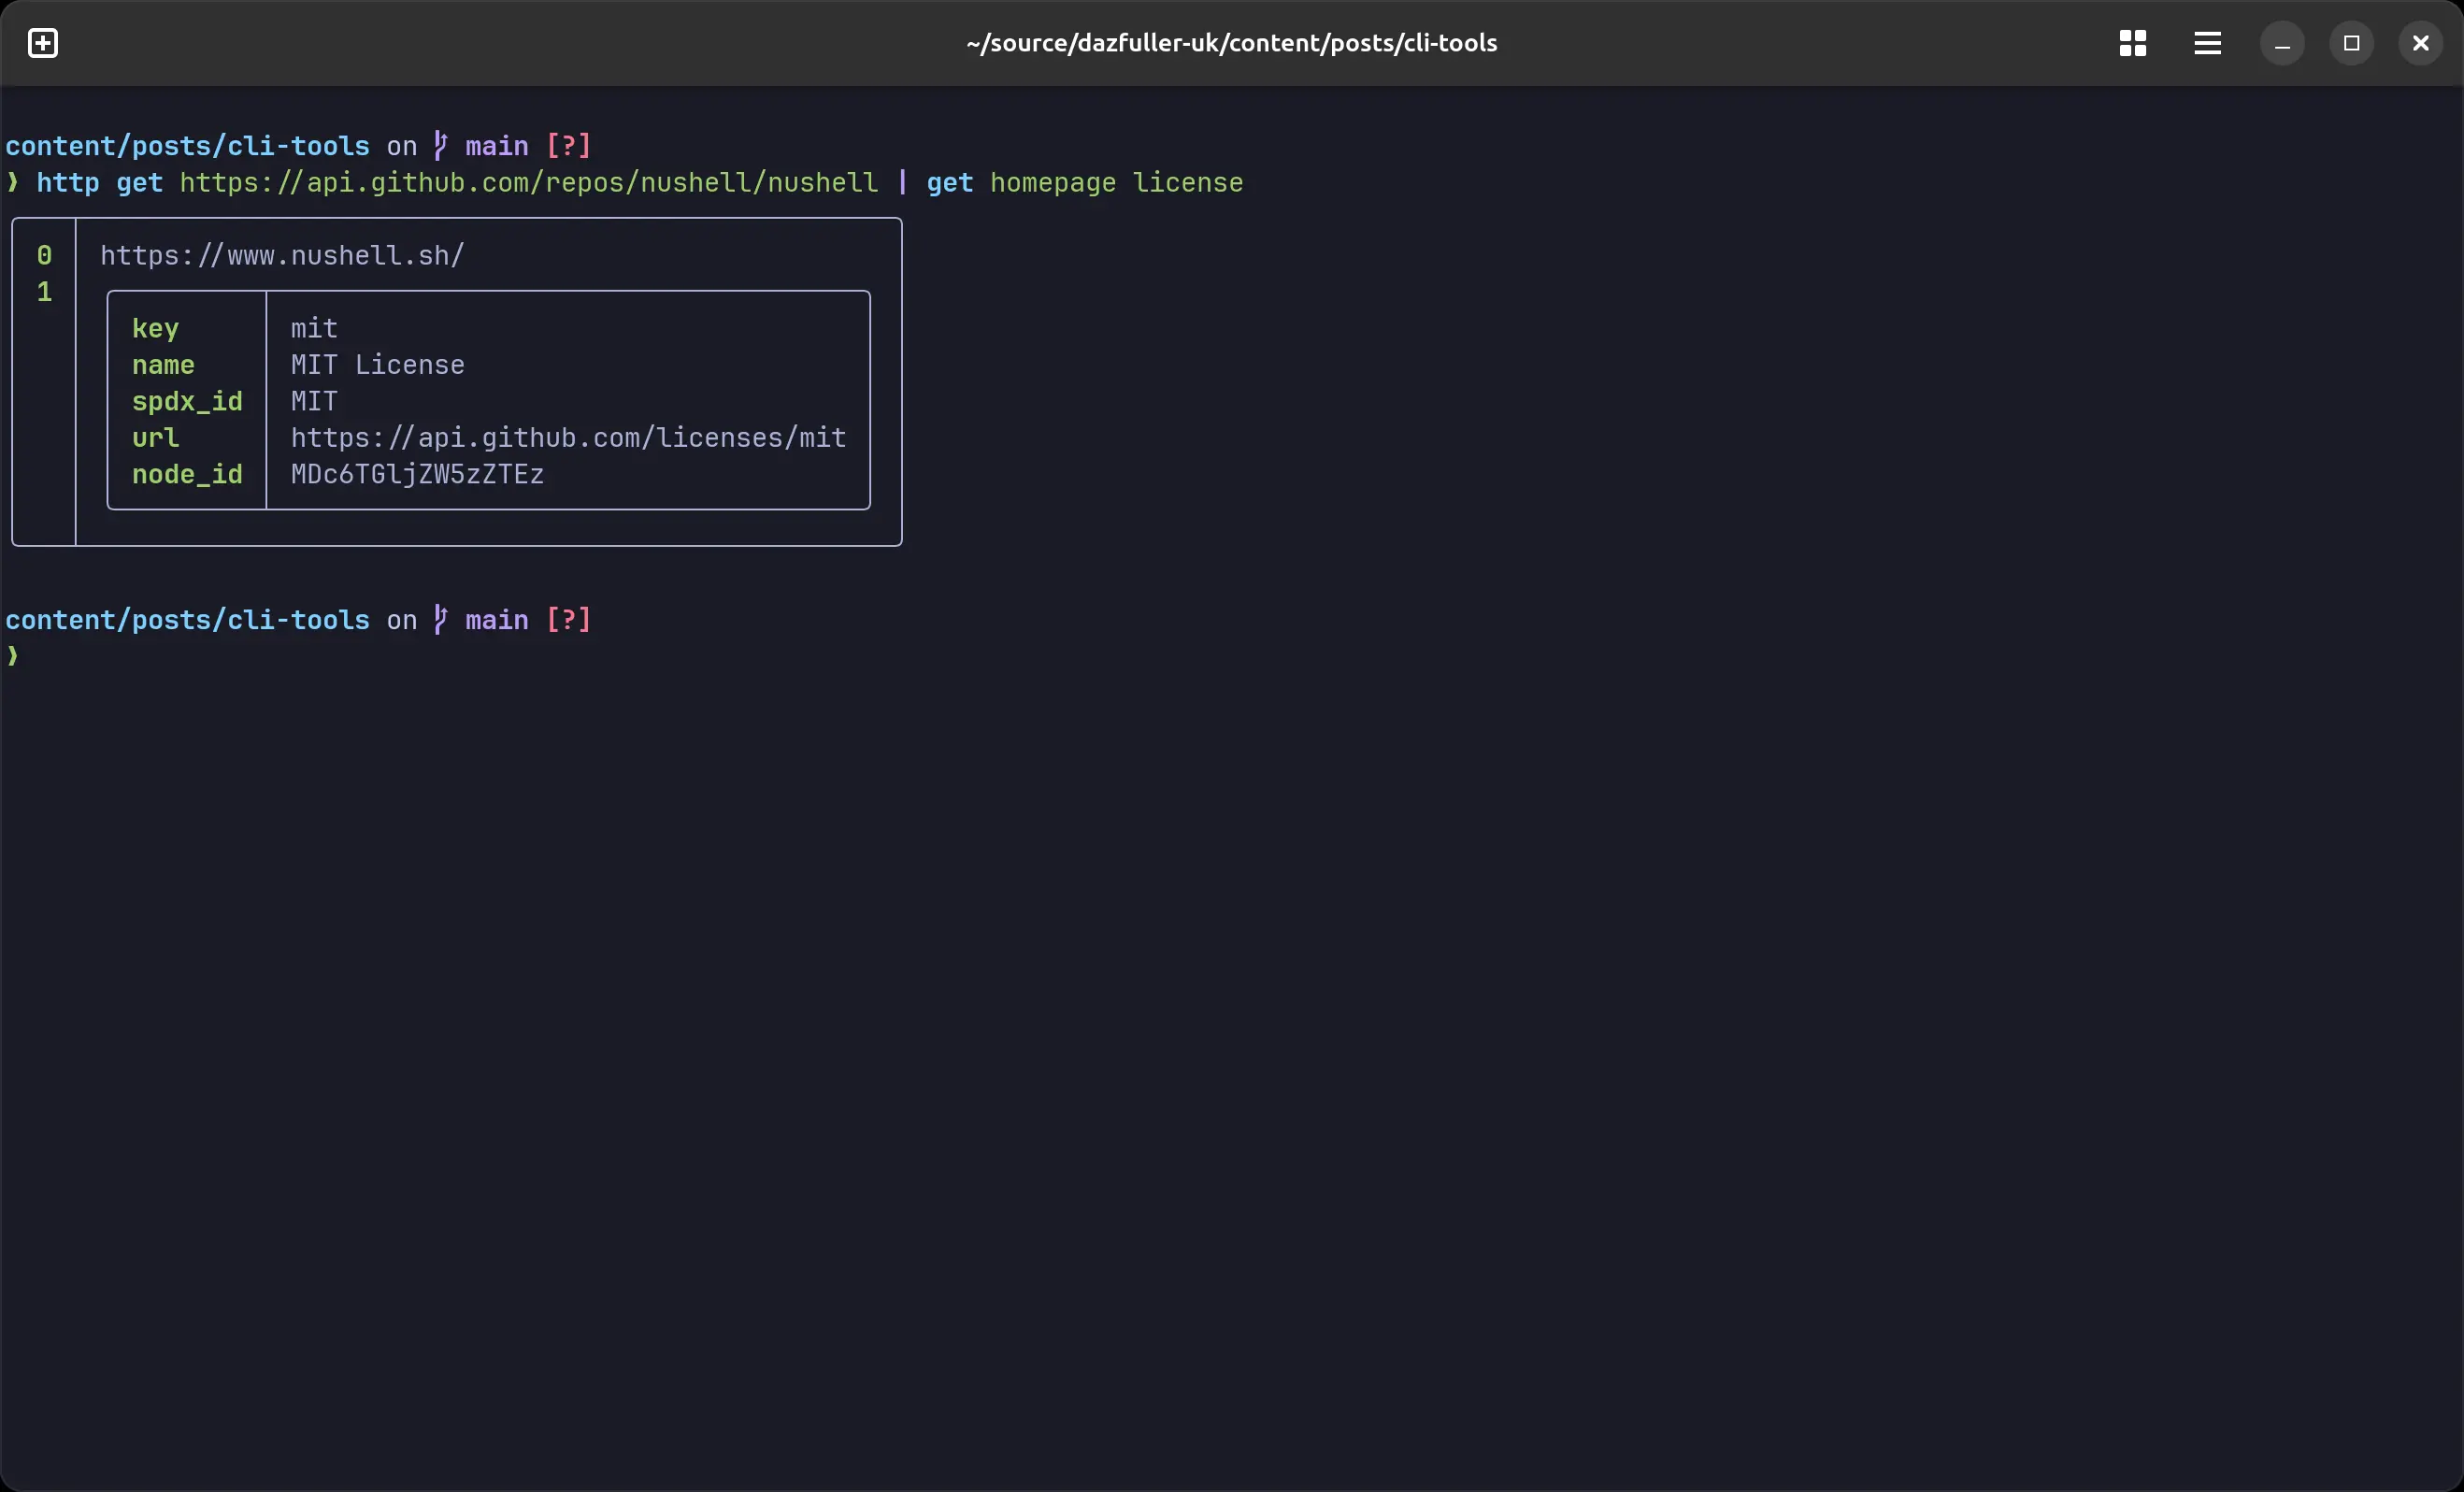 ~/source/dazfuller-uk/content/posts/cli-tools
content/posts/cli-tools on main [?]
❯ http get https://api.github.com/repos/nushell/nushell | get homepage license
0 https://www.nushell.sh/
1
key mit
name MIT License
spdx_id MIT
url https://api.github.com/licenses/mit
node_id MDc6TGljZW5zZTEz
content/posts/cli-tools on main [?]
❯